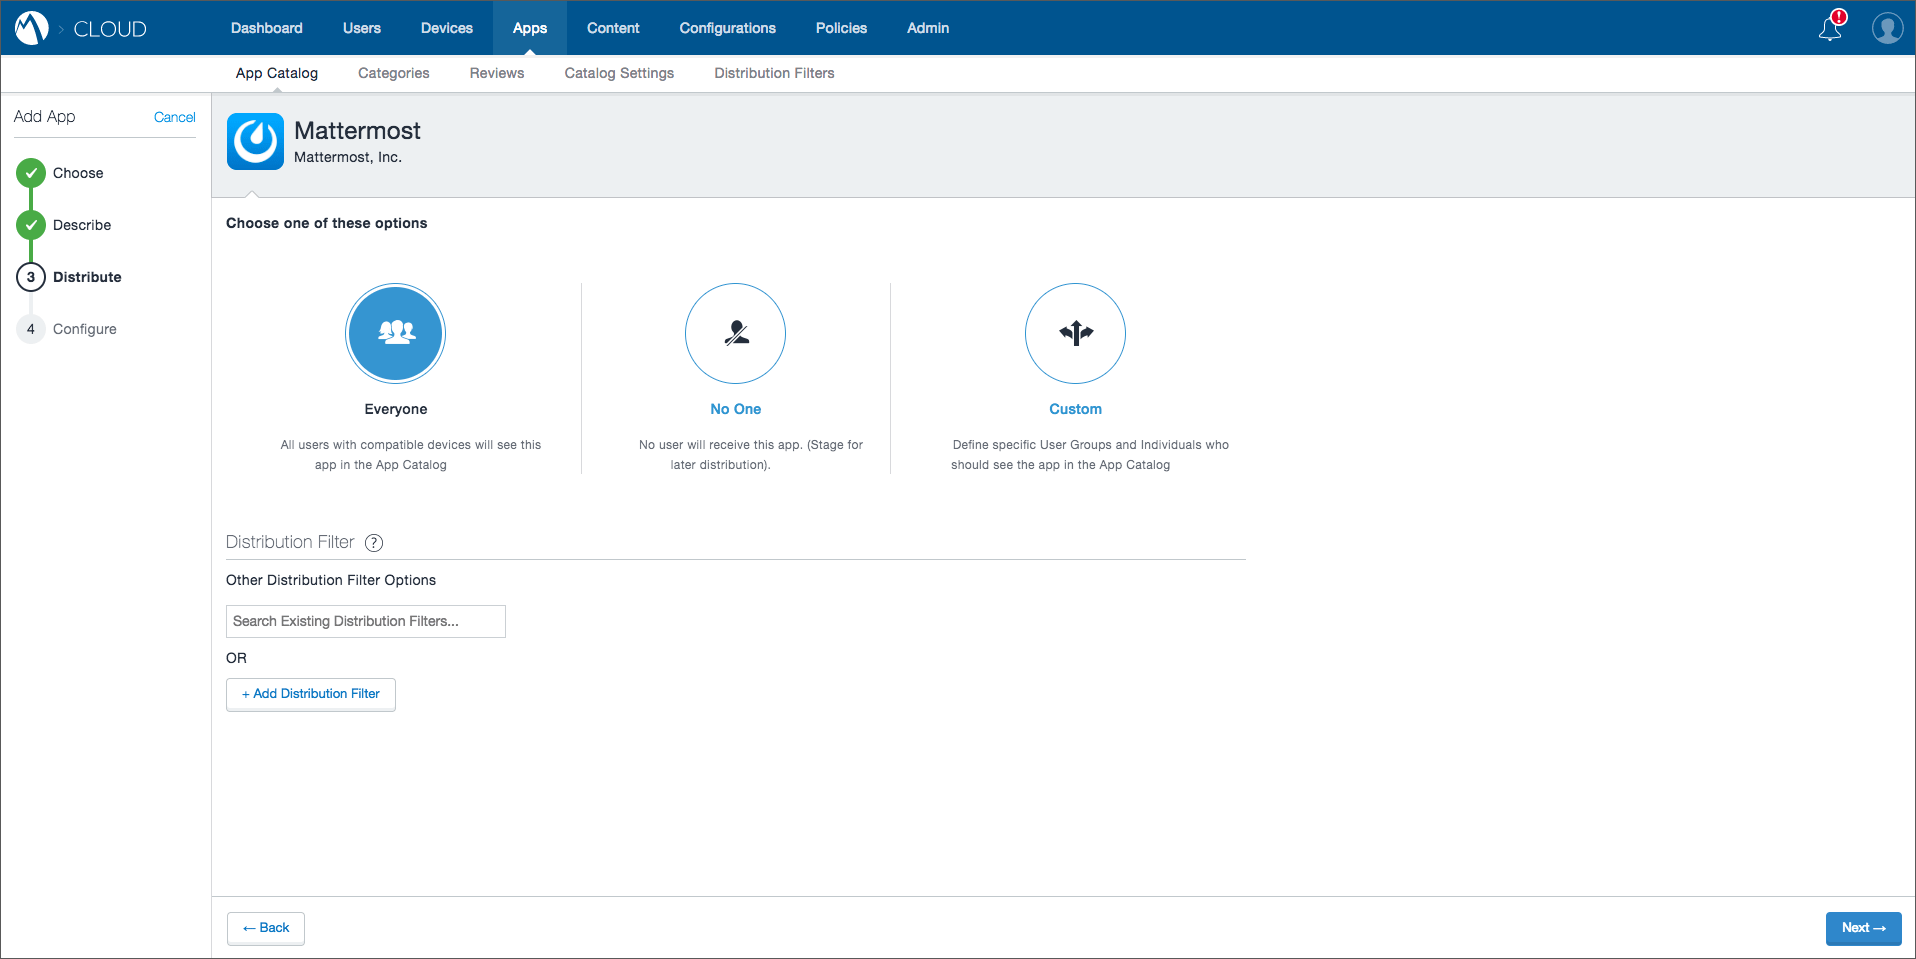 CLOUD
Dashboard Users Devices Apps Content Configurations Policies Admin
!
App Catalog Categories Reviews Catalog Settings Distribution Filters
Add App Cancel
Choose
Describe
3 Distribute
4 Configure
Mattermost
Mattermost, Inc.
Choose one of these options
Everyone
All users with compatible devices will see this
app in the App Catalog
No One
No user will receive this app. (Stage for
later distribution).
Custom
Define specific User Groups and Individuals who
should see the app in the App Catalog
Distribution Filter ?
Other Distribution Filter Options
Search Existing Distribution Filters...
OR
+ Add Distribution Filter
← Back
Next →